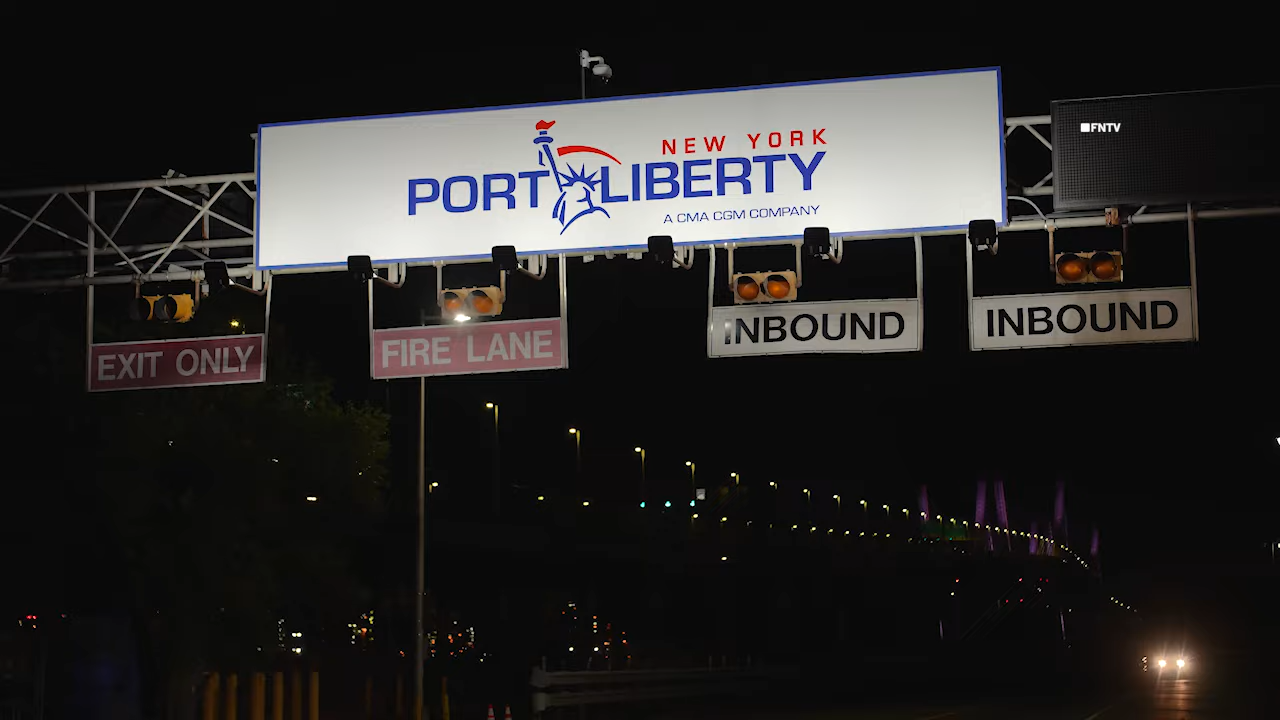 NEW YORK
PORT LIBERTY
A CMA CGM COMPANY
FNTV
EXIT ONLY
FIRE LANE
INBOUND
INBOUND